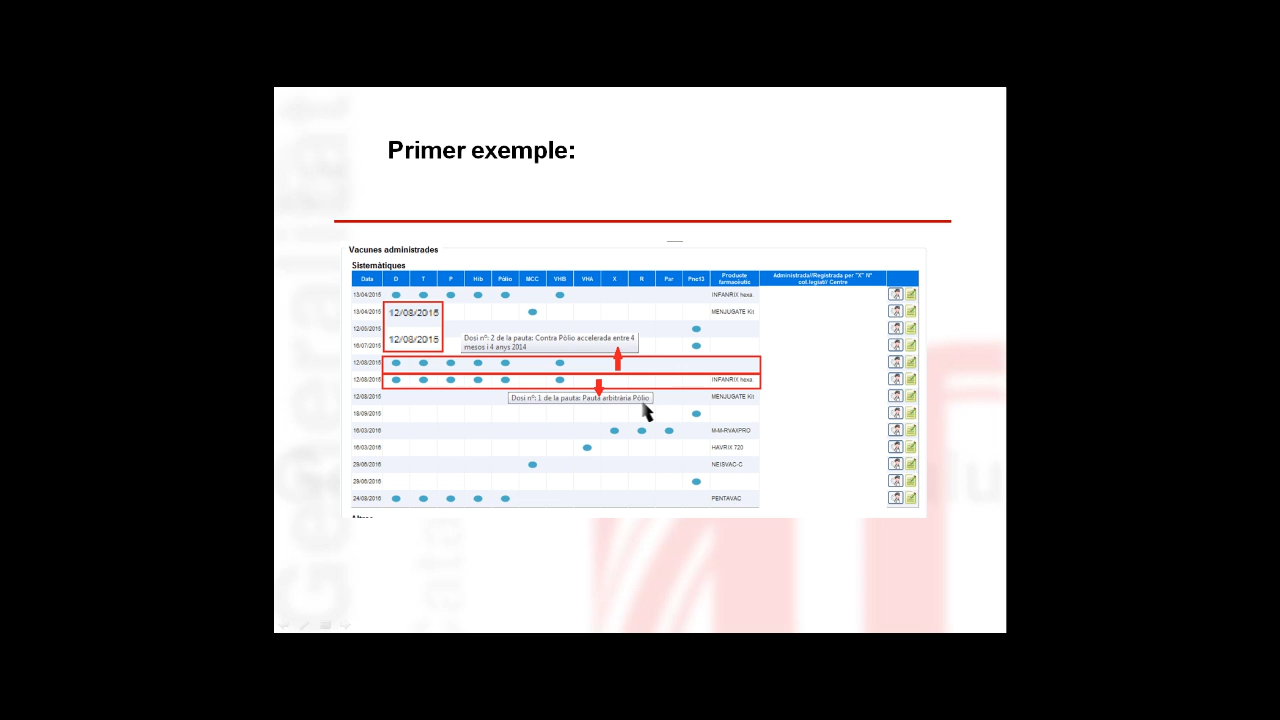 Primer exemple:
Vacunes administrades
Sistemàtiques
Data D T P Hib Pólio MCC VHB VHA X R Par Pnc13 Producte farmacèutic Administrada//Registrada per "X" Nº col.legiat// Centre
13/04/2015 INFANRIX hexa
13/04/2015 MENJUGATE Kit
12/08/2015
12/05/2015
12/08/2015
16/07/2015
Dosi nº: 2 de la pauta: Contra Pólio accelerada entre 4
mesos i 4 anys 2014
12/08/2015
12/08/2015 INFANRIX hexa
12/08/2015 MENJUGATE Kit
Dosi nº: 1 de la pauta: Pauta arbitrària Pólio
18/09/2015
16/03/2016 M-M-RVAXPRO
16/03/2016 HAVRIX 720
29/06/2016 NEISVAC-C
29/06/2016
24/08/2016 PENTAVAC
Generalitat